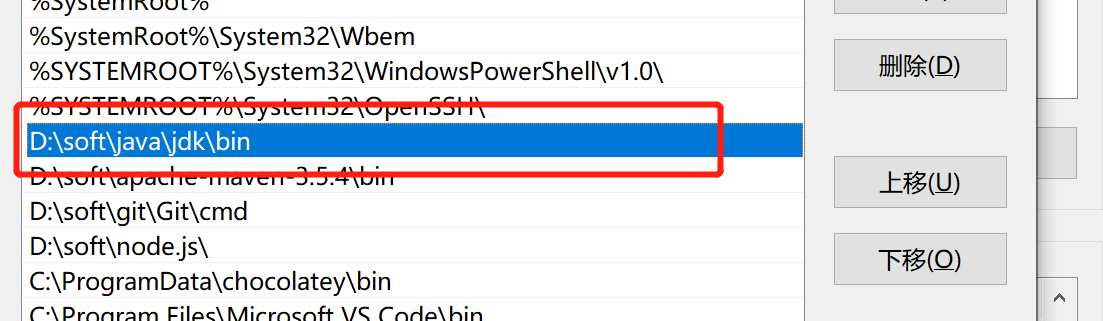 %SystemRoot%
%SystemRoot%\System32\Wbem
%SYSTEMROOT%\System32\WindowsPowerShell\v1.0\
%SYSTEMROOT%\System32\OpenSSH\
D:\soft\java\jdk\bin
D:\soft\apache-maven-3.5.4\bin
D:\soft\git\Git\cmd
D:\soft\node.js\
C:\ProgramData\chocolatey\bin
C:\Program Files\Microsoft VS Code\bin
删除(D)
上移(U)
下移(O)